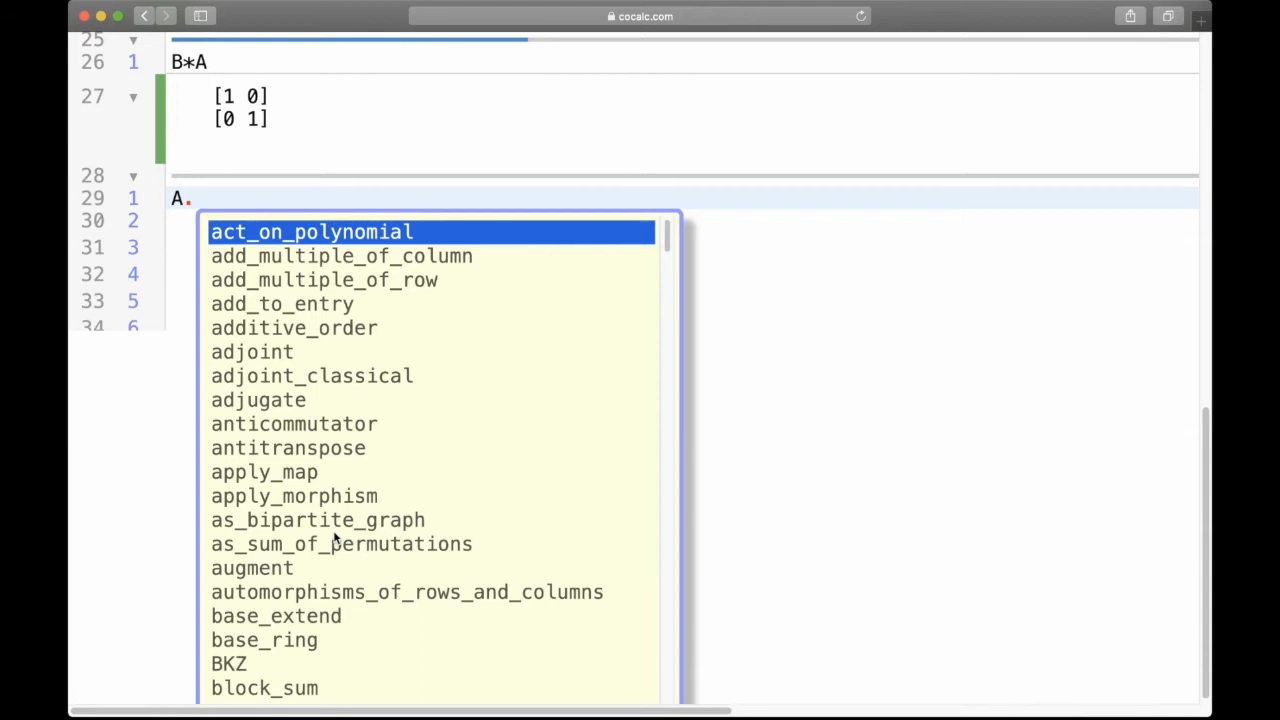 cocalc.com
25
26 1 B*A
27 [1 0]
[0 1]
28
29 1 A.
30 2
31 3
32 4
33 5
34 6
act_on_polynomial
add_multiple_of_column
add_multiple_of_row
add_to_entry
additive_order
adjoint
adjoint_classical
adjugate
anticommutator
antitranspose
apply_map
apply_morphism
as_bipartite_graph
as_sum_of_permutations
augment
automorphisms_of_rows_and_columns
base_extend
base_ring
BKZ
block_sum